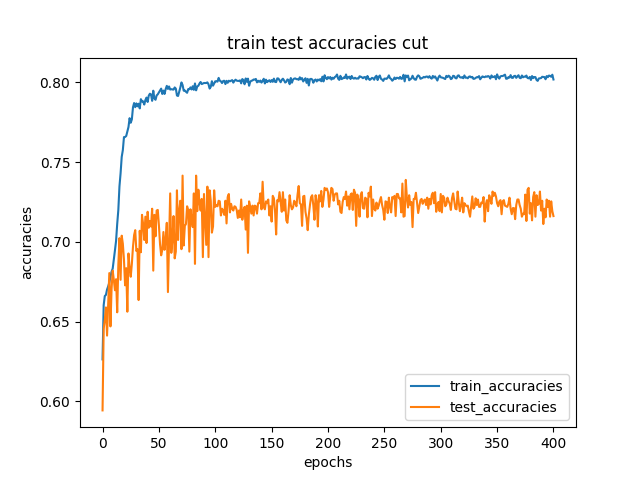 train test accuracies cut
0.80
0.75
0.70
0.65
0.60
accuracies
0 50 100 150 200 250 300 350 400
epochs
train_accuracies
test_accuracies